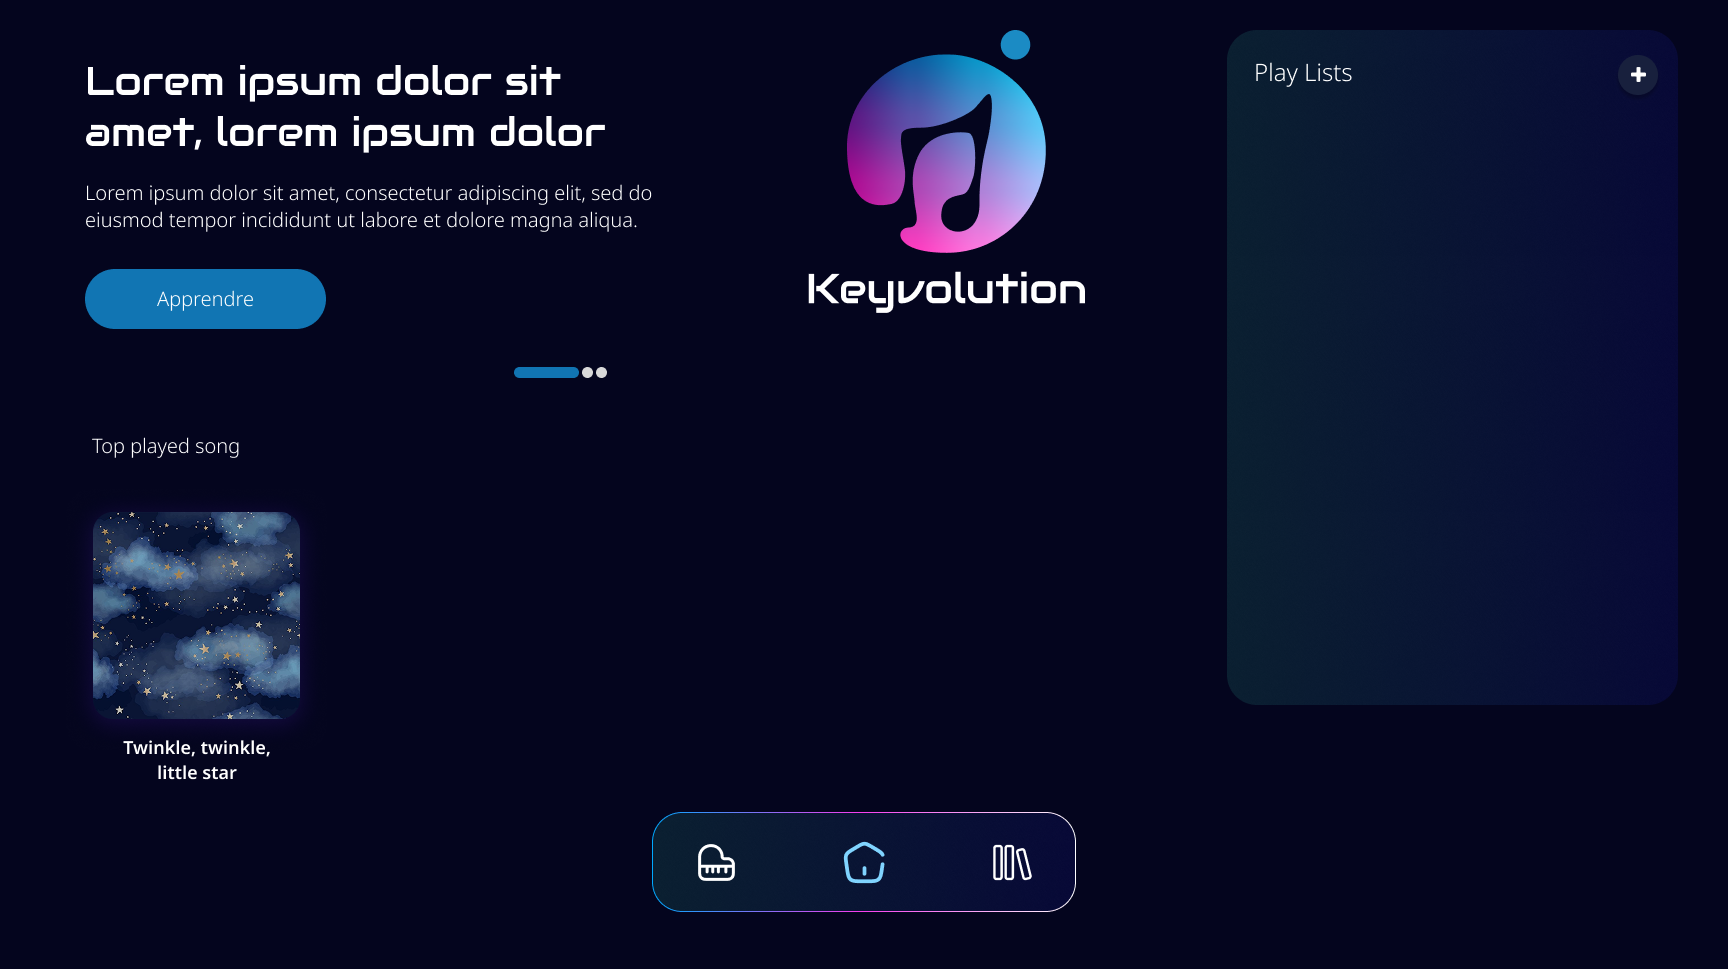 Lorem ipsum dolor sit
amet, lorem ipsum dolor
Lorem ipsum dolor sit amet, consectetur adipiscing elit, sed do
eiusmod tempor incididunt ut labore et dolore magna aliqua.
Apprendre
Keyvolution
Play Lists
Top played song
Twinkle, twinkle,
little star